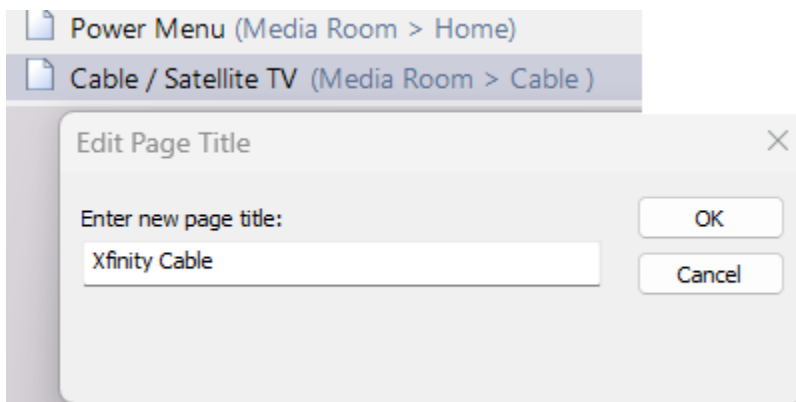 Power Menu (Media Room > Home)
Cable / Satellite TV (Media Room > Cable )
Edit Page Title
Enter new page title:
OK
Xfinity Cable
Cancel